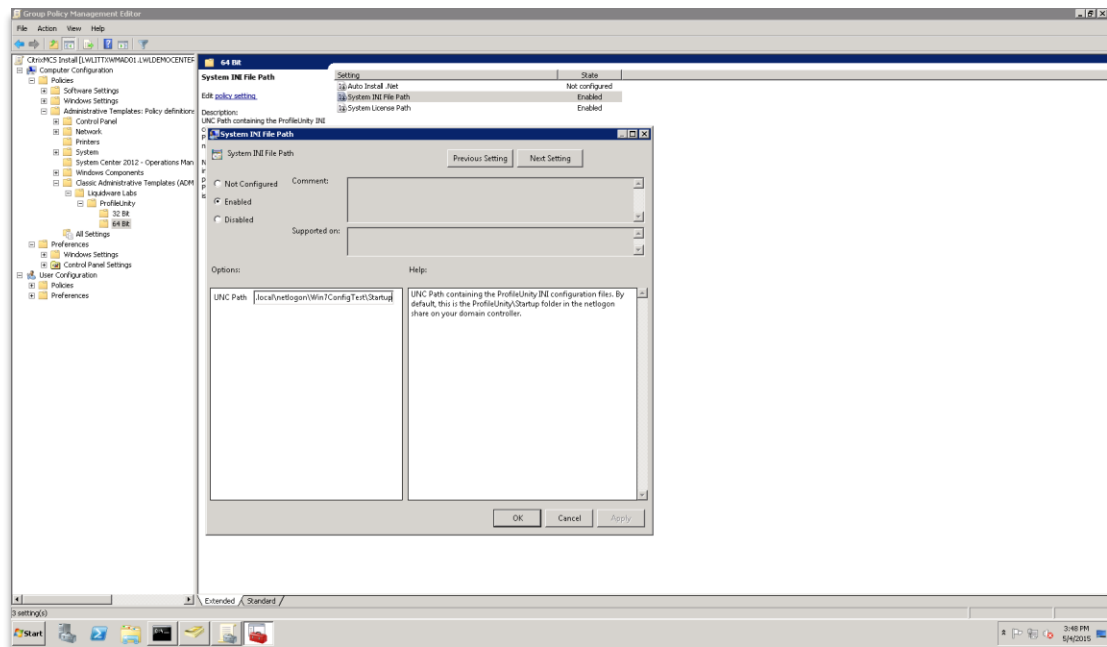 Group Policy Management Editor
File Action View Help
CitrixMCS Install [LWLITTXWMAD01.LWLDEMOCENTER
Computer Configuration
Policies
Software Settings
Windows Settings
Administrative Templates: Policy definitions
Control Panel
Network
Printers
System
System Center 2012 - Operations Man
Windows Components
Classic Administrative Templates (ADM
Liquidware Labs
ProfileUnity
32 Bit
64 Bit
All Settings
Preferences
Windows Settings
Control Panel Settings
User Configuration
Policies
Preferences
64 Bit
System INI File Path
Edit policy setting
Description:
UNC Path containing the ProfileUnity INI
Setting State
Auto Install .Net Not configured
System INI File Path Enabled
System License Path Enabled
System INI File Path
System INI File Path
Previous Setting Next Setting
Not Configured Comment:
Enabled
Disabled
Supported on:
Options: Help:
UNC Path .local\netlogon\Win7ConfigTest\Startup
UNC Path containing the ProfileUnity INI configuration files. By
default, this is the ProfileUnity\Startup folder in the netlogon
share on your domain controller.
OK Cancel Apply
Extended Standard
3 setting(s)
Start
3:48 PM
5/4/2015